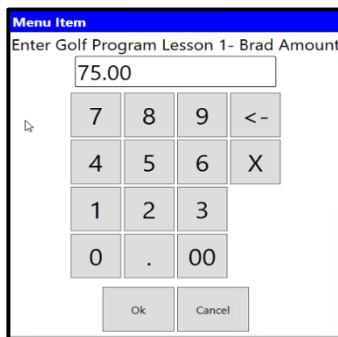 Menu Item
Enter Golf Program Lesson 1- Brad Amount
75.00
7 8 9 <-
4 5 6 X
1 2 3
0 . 00
Ok Cancel